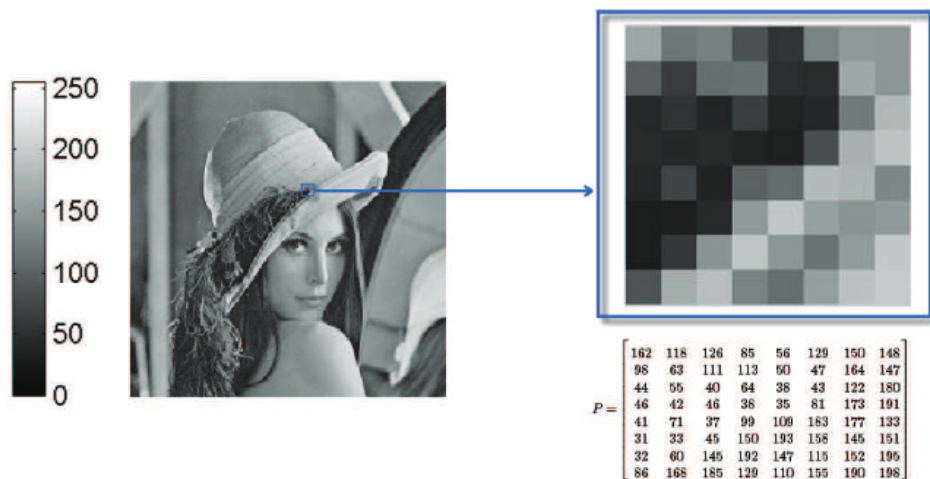 250
200
150
100
50
0
162 118 126 85 56 129 150 148
98 63 111 113 50 47 164 147
44 55 40 64 38 43 122 180
P = 46 42 46 38 35 81 173 191
41 71 37 99 109 183 177 133
31 33 45 150 193 158 145 151
32 60 145 192 147 115 152 195
86 168 185 129 110 155 190 198